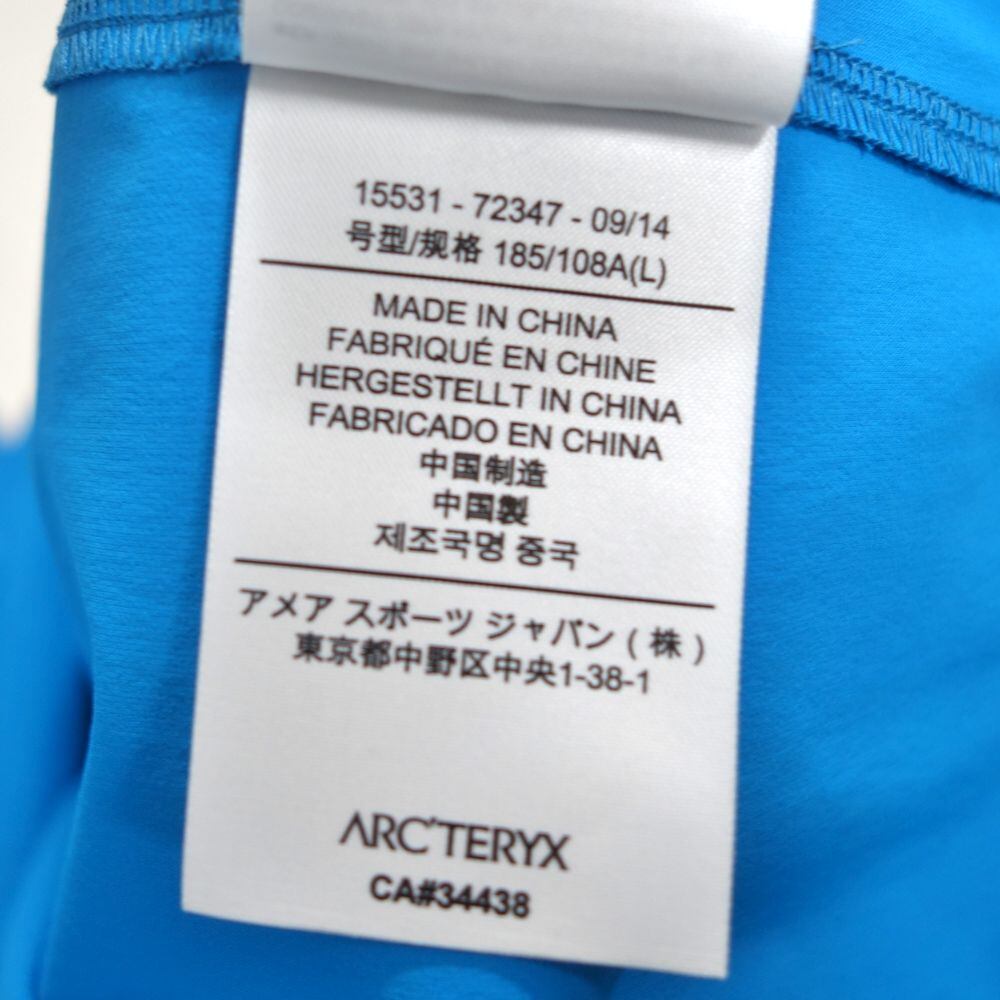 15531 - 72347 - 09/14
号型/规格 185/108A(L)
MADE IN CHINA
FABRIQUÉ EN CHINE
HERGESTELLT IN CHINA
FABRICADO EN CHINA
中国制造
中国製
제조국명 중국
アメア スポーツ ジャパン ( 株 )
東京都中野区中央1-38-1
ARC'TERYX
CA#34438